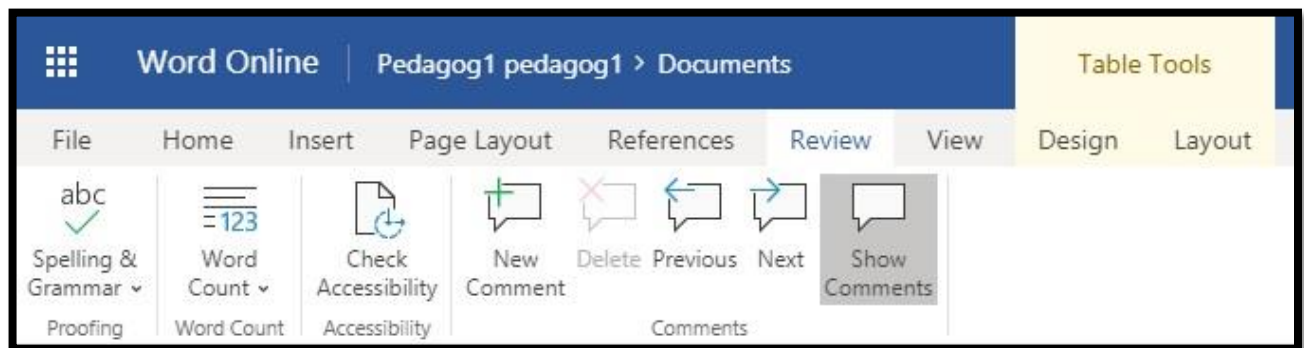 Word Online | Pedagog1 pedagog1 > Documents Table Tools
File Home Insert Page Layout References Review View Design Layout
abc 123
Spelling & Word Check New Delete Previous Next Show
Grammar Count Accessibility Comment Comments
Proofing Word Count Accessibility Comments